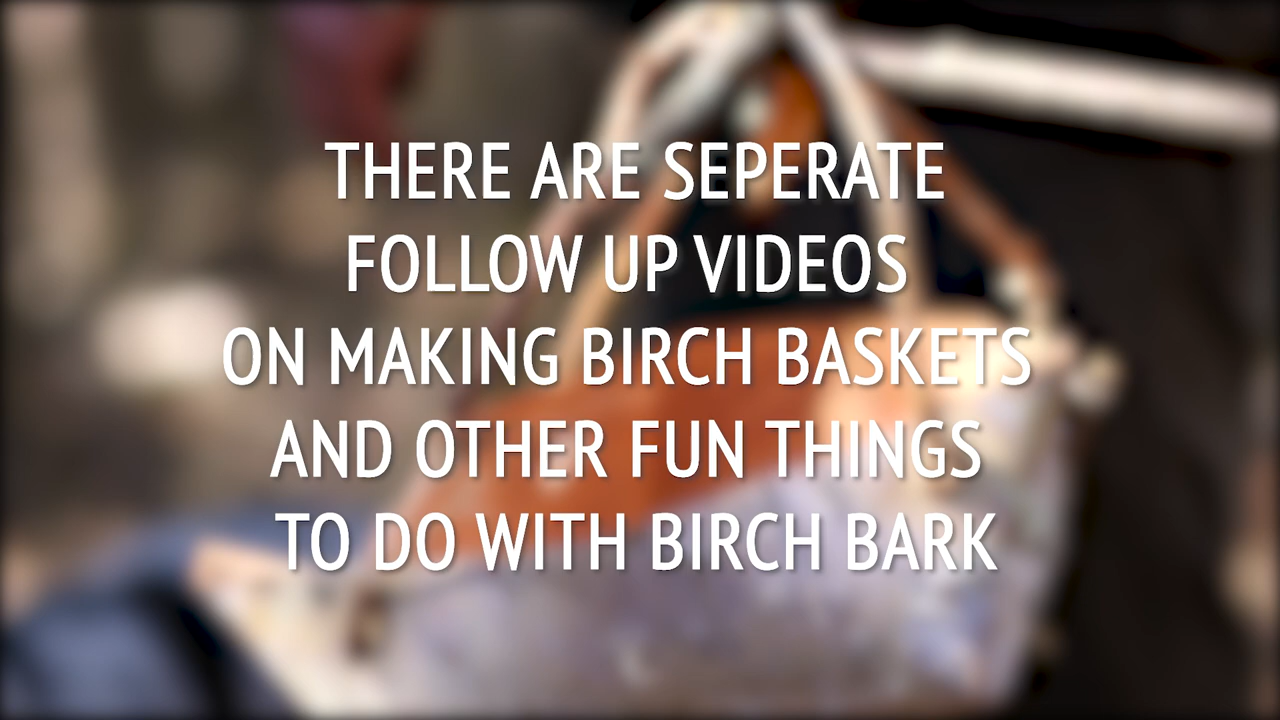 THERE ARE SEPERATE
FOLLOW UP VIDEOS
ON MAKING BIRCH BASKETS
AND OTHER FUN THINGS
TO DO WITH BIRCH BARK